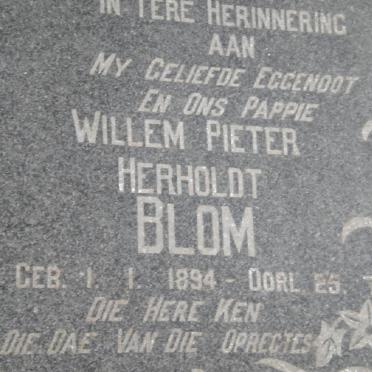 IN TERE HERINNERING
AAN
MY GELIEFDE EGGENOOT
EN ONS PAPPIE
WILLEM PIETER
HERHOLDT
BLOM
GEB. 1. 1. 1894 - OORL. 25.
DIE HERE KEN
DIE DAE VAN DIE OPREGTES